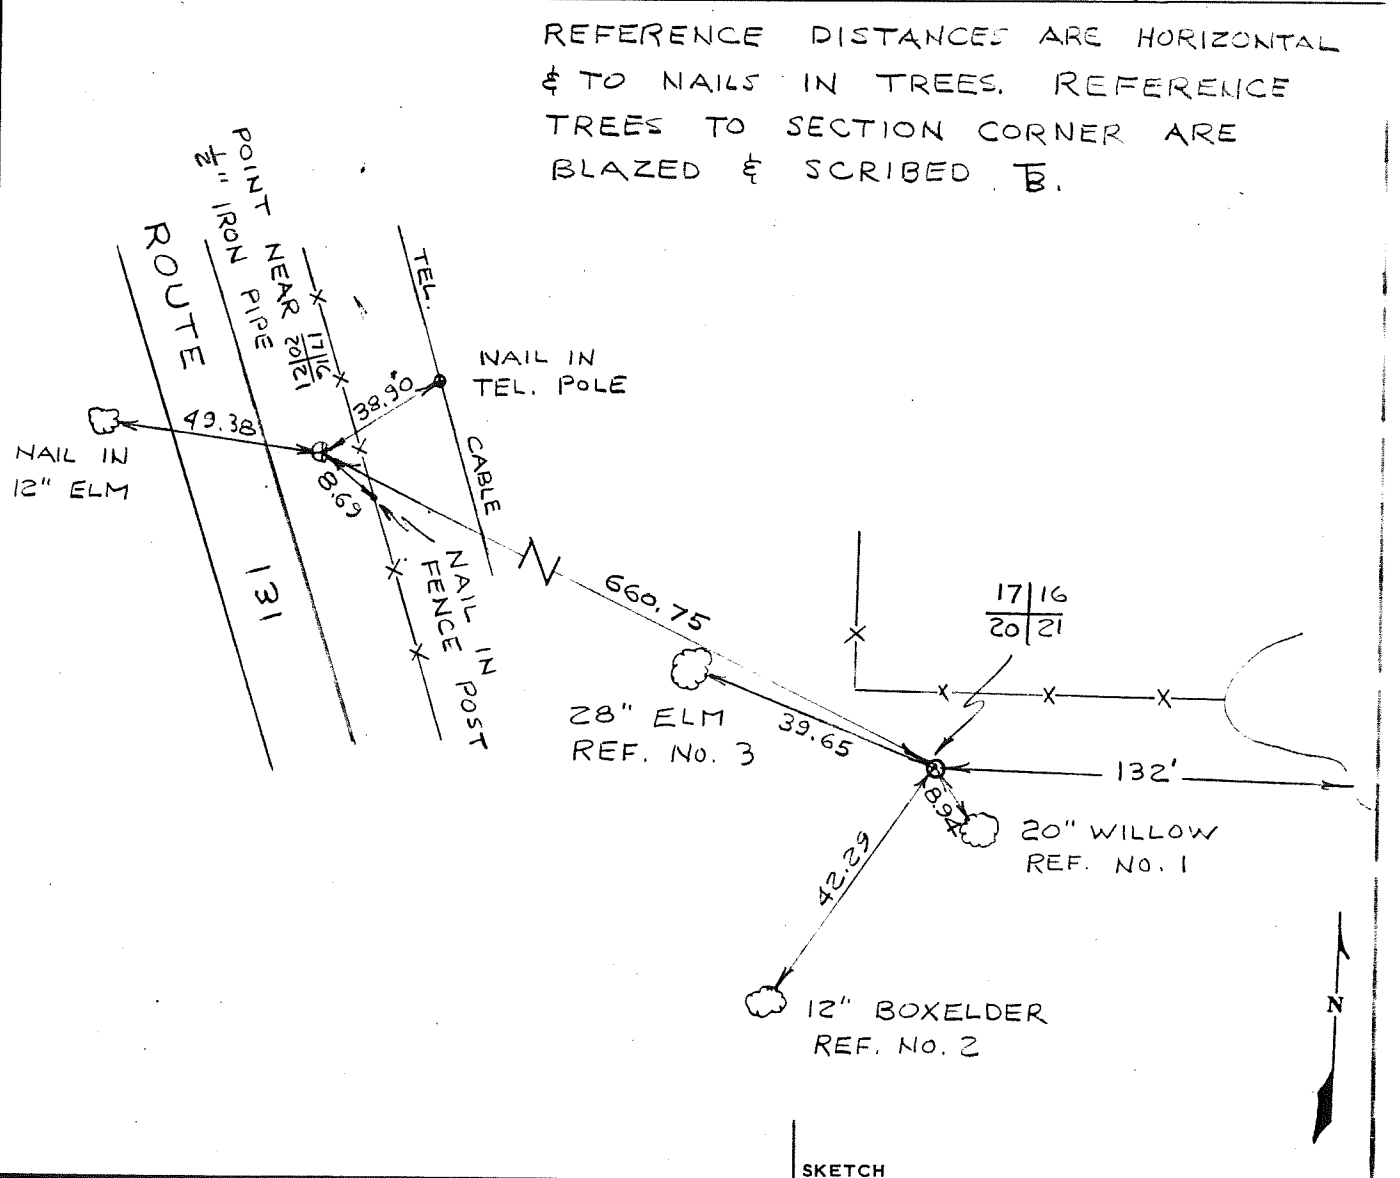 REFERENCE DISTANCES ARE HORIZONTAL
& TO NAILS IN TREES. REFERENCE
TREES TO SECTION CORNER ARE
BLAZED & SCRIBED
POINT NEAR 17|16
20|21
1/2" IRON PIPE
ROUTE
131
TEL.
CABLE
NAIL IN
TEL. POLE
38.90
49.38
NAIL IN
12" ELM
8.69
NAIL IN
FENCE POST
660.75
17|16
20|21
28" ELM
REF. NO. 3
39.65
132'
8.94
20" WILLOW
REF. NO. 1
42.29
12" BOXELDER
REF. NO. 2
N
SKETCH